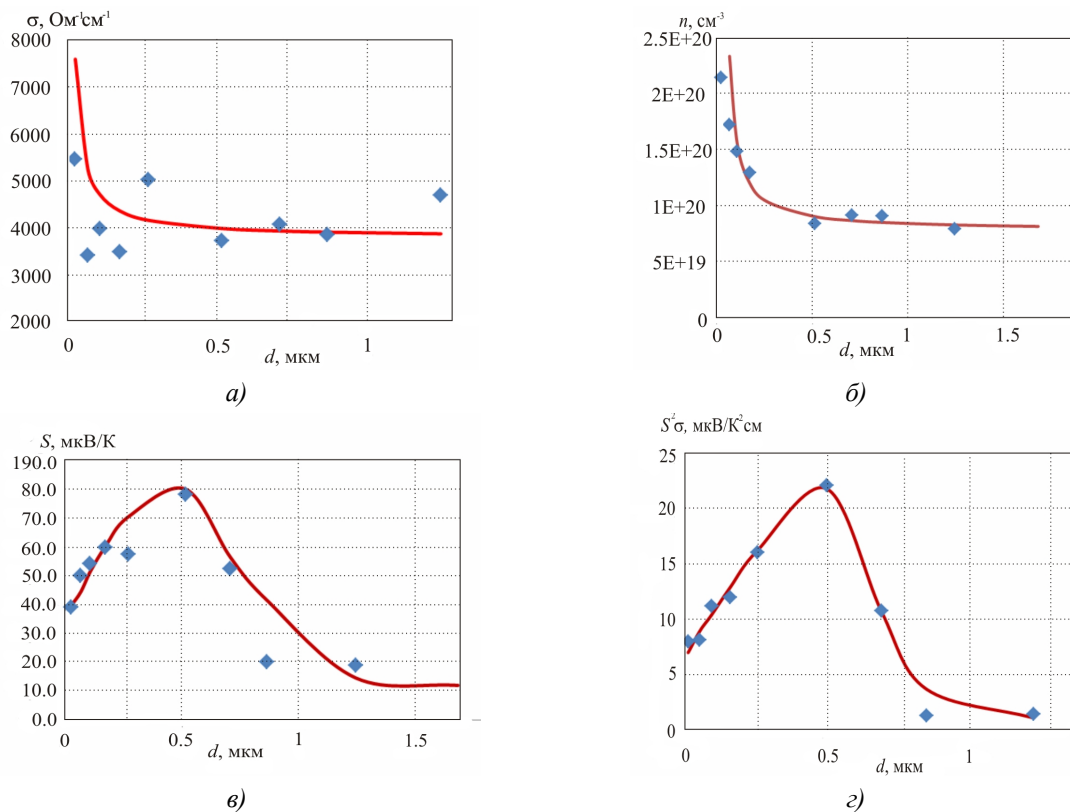 σ, Ом⁻¹см⁻¹
8000
7000
6000
5000
4000
3000
2000
0
0.5
1
d, мкм
а)
n, см⁻³
2.5E+20
2E+20
1.5E+20
1E+20
5E+19
0
0
0.5
1
1.5
d, мкм
б)
S, мкВ/К
190.0
80.0
70.0
60.0
50.0
40.0
30.0
20.0
10.0
0.0
0
0.5
1
1.5
d, мкм
в)
S²σ, мкВ/К²см
25
20
15
10
5
0
0
0.5
1
d, мкм
г)